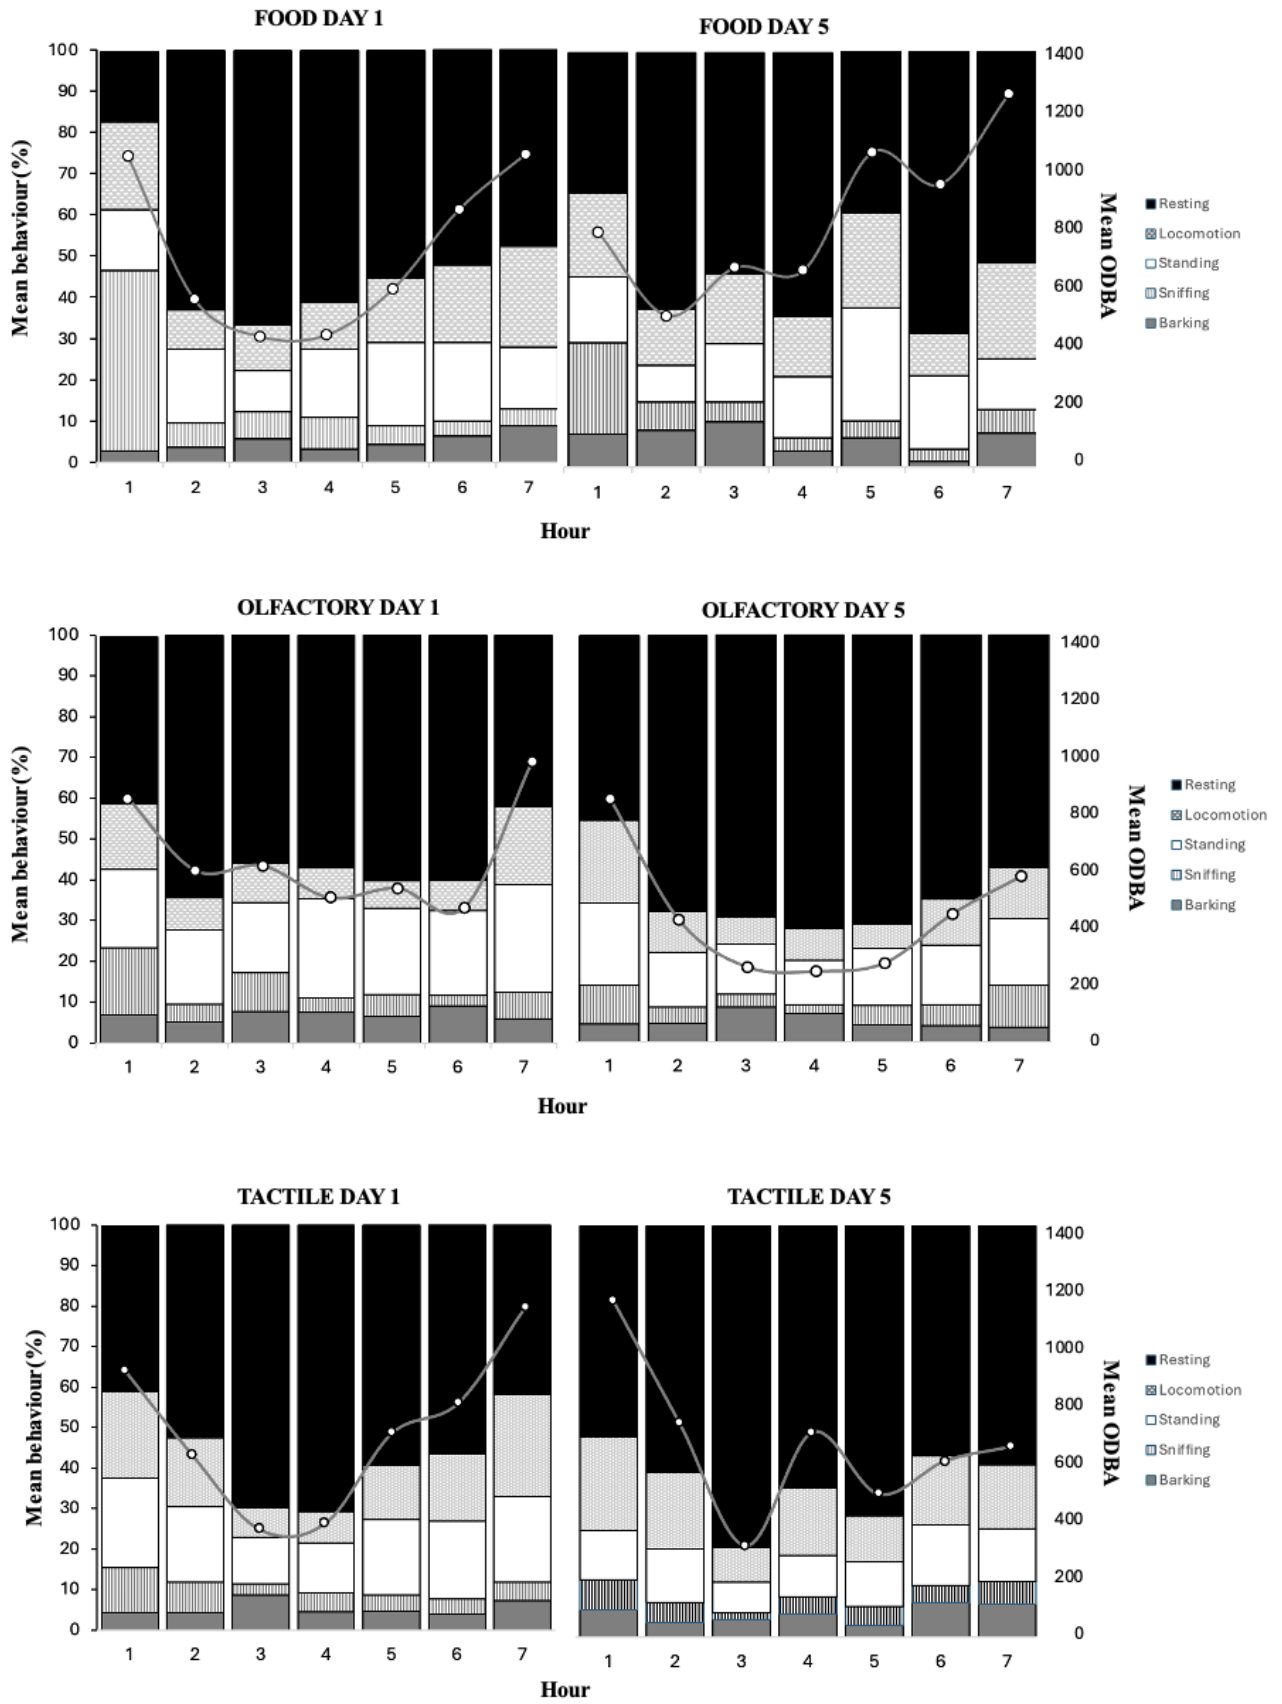 FOOD DAY 1
FOOD DAY 5
100
90
80
70
60
50
40
30
20
10
0
Mean behaviour(%)
1 2 3 4 5 6 7
1 2 3 4 5 6 7
1400
1200
1000
800
600
400
200
0
Mean ODBA
Resting
Locomotion
Standing
Sniffing
Barking
Hour
OLFACTORY DAY 1
OLFACTORY DAY 5
100
90
80
70
60
50
40
30
20
10
0
Mean behaviour(%)
1 2 3 4 5 6 7
1 2 3 4 5 6 7
1400
1200
1000
800
600
400
200
0
Mean ODBA
Resting
Locomotion
Standing
Sniffing
Barking
Hour
TACTILE DAY 1
TACTILE DAY 5
100
90
80
70
60
50
40
30
20
10
0
Mean behaviour(%)
1 2 3 4 5 6 7
1 2 3 4 5 6 7
1400
1200
1000
800
600
400
200
0
Mean ODBA
Resting
Locomotion
Standing
Sniffing
Barking
Hour